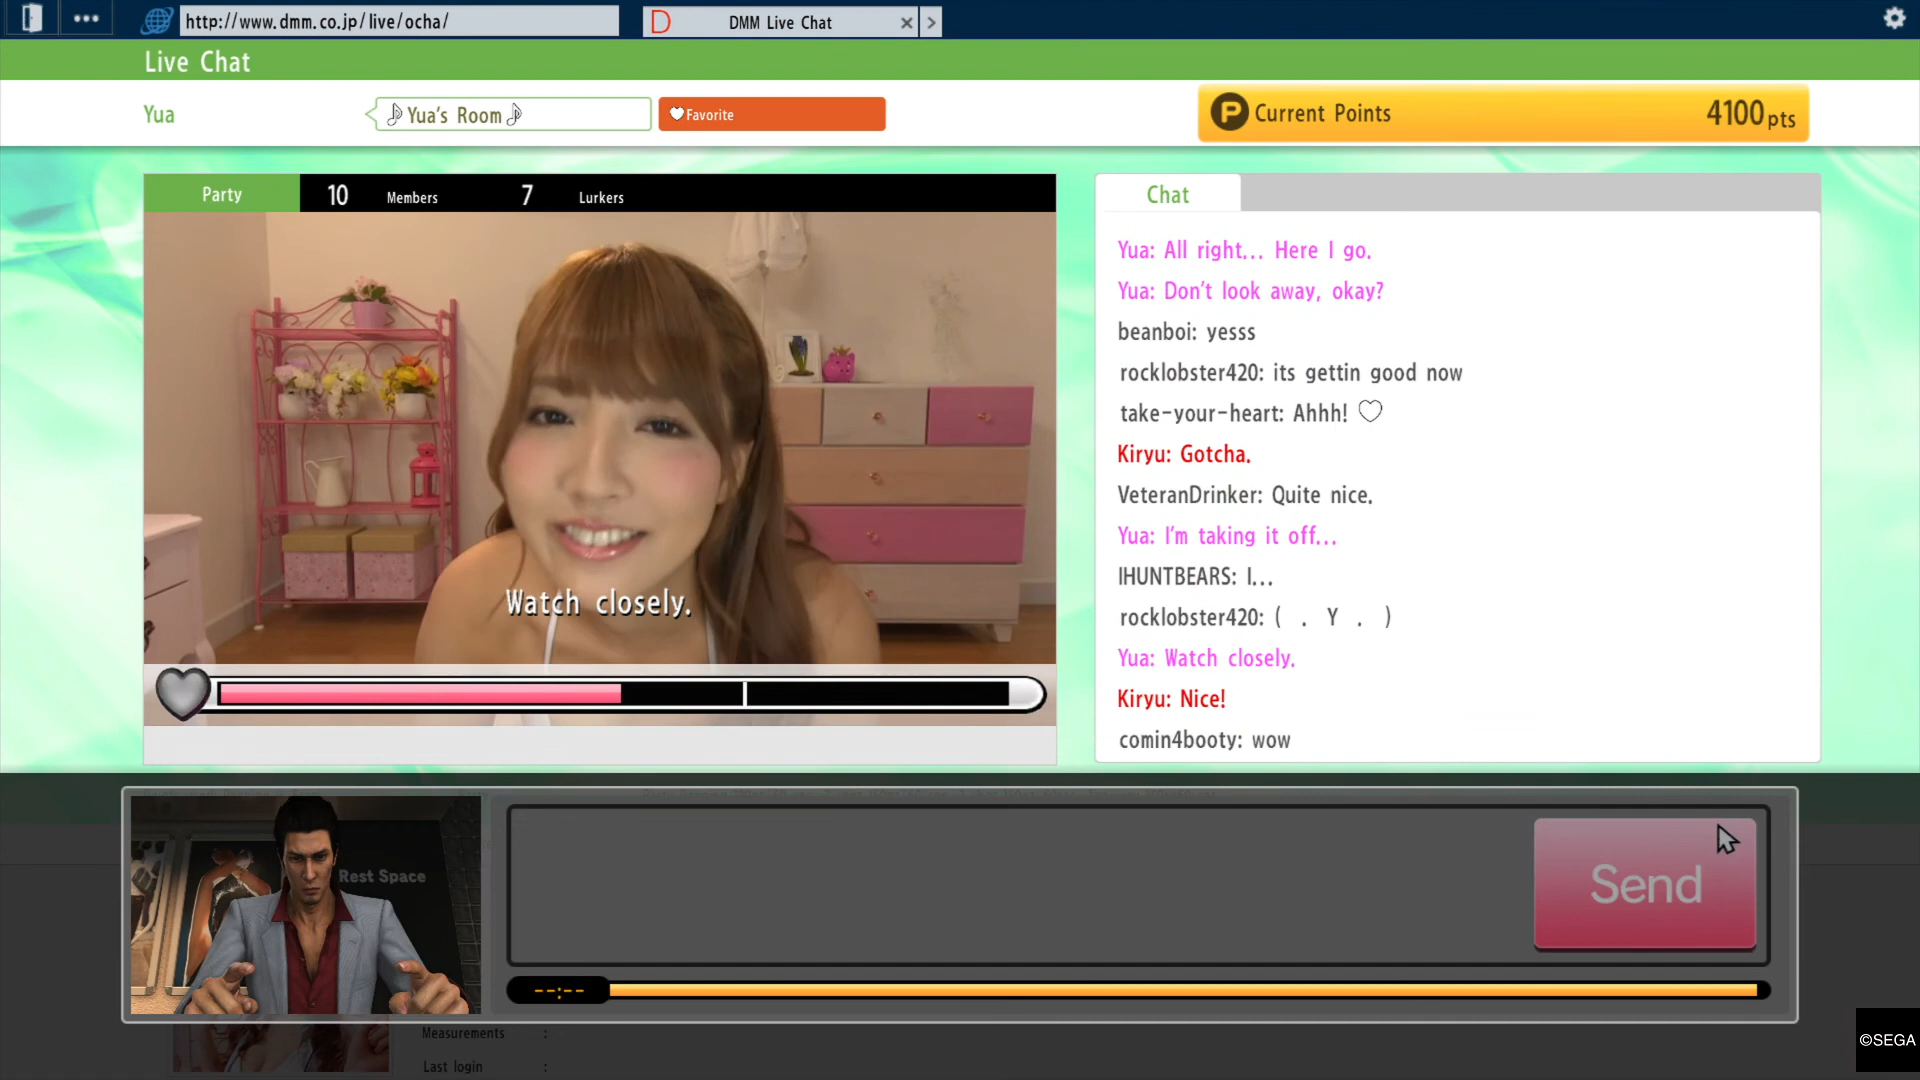 http://www.dmm.co.jp/live/ocha/
D DMM Live Chat
Live Chat
Yua
Yua's Room
Favorite
P Current Points 4100 pts
Party 10 Members 7 Lurkers
Watch closely.
Chat
Yua: All right... Here I go.
Yua: Don't look away, okay?
beanboi: yesss
rocklobster420: its gettin good now
take-your-heart: Ahhh! ♡
Kiryu: Gotcha.
VeteranDrinker: Quite nice.
Yua: I'm taking it off...
IHUNTBEARS: I...
rocklobster420: (  .  Y  .  )
Yua: Watch closely.
Kiryu: Nice!
comin4booty: wow
Rest Space
Send
--:--
Measurements :
Last login :
©SEGA